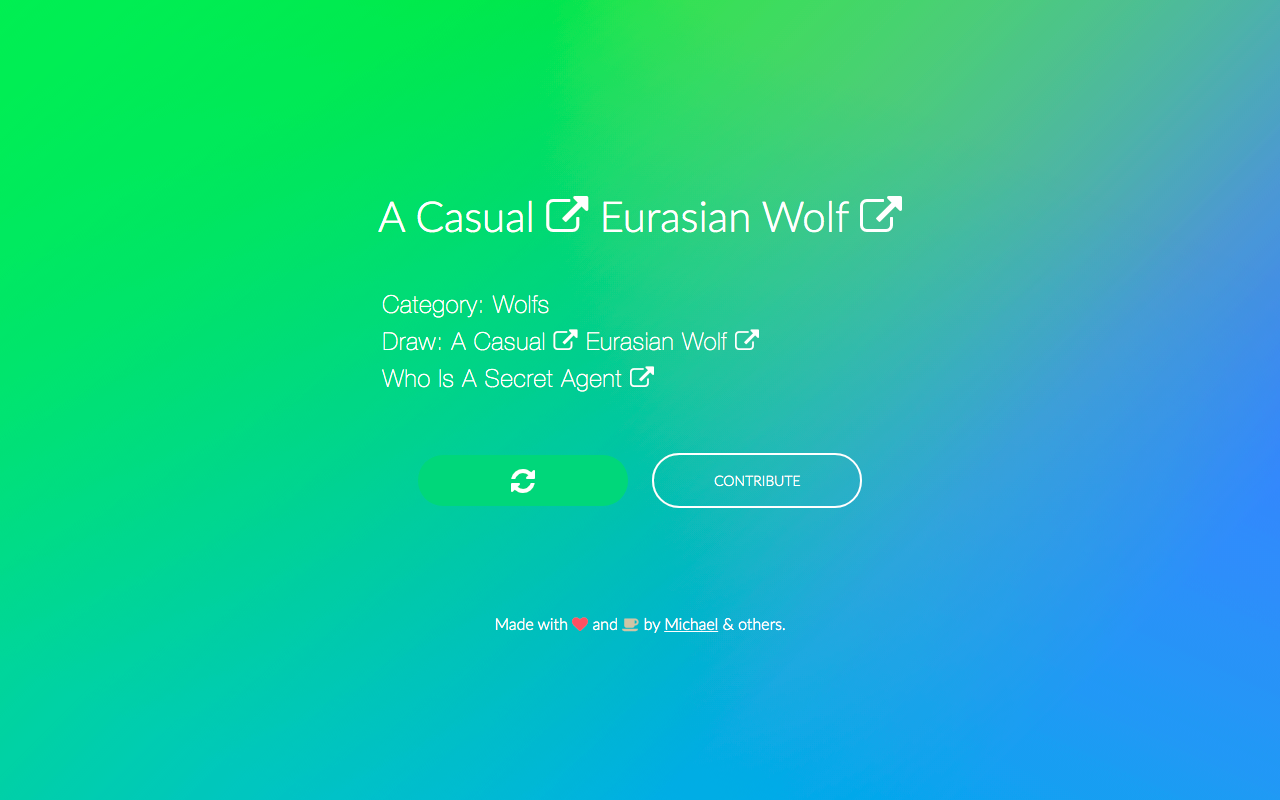 A Casual Eurasian Wolf
Category: Wolfs
Draw: A Casual Eurasian Wolf
Who Is A Secret Agent
CONTRIBUTE
Made with and by Michael & others.